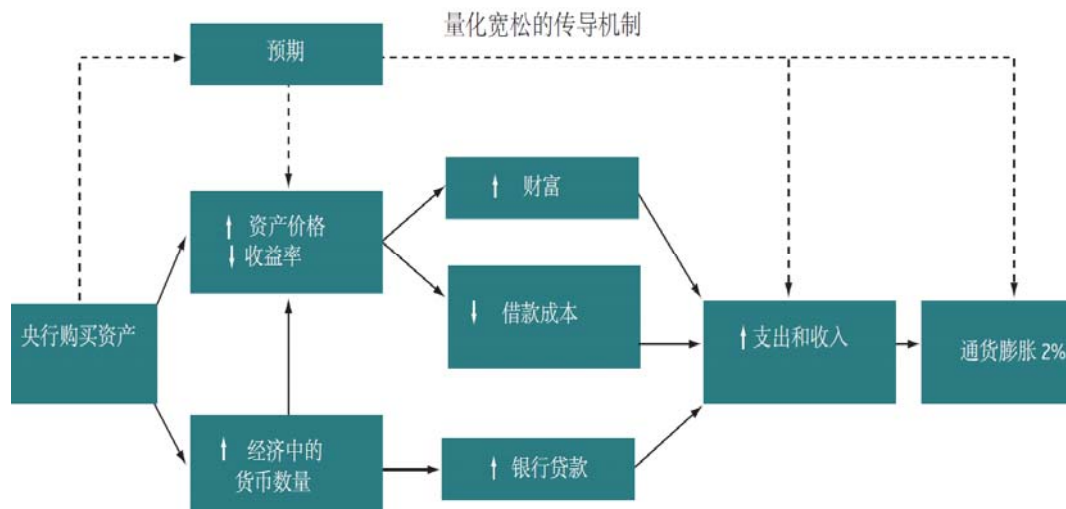 量化宽松的传导机制
预期
↑ 财富
↑ 资产价格
↓ 收益率
↓ 借款成本
央行购买资产
↑支出和收入
通货膨胀 2%
↑ 经济中的
货币数量
↑ 银行贷款